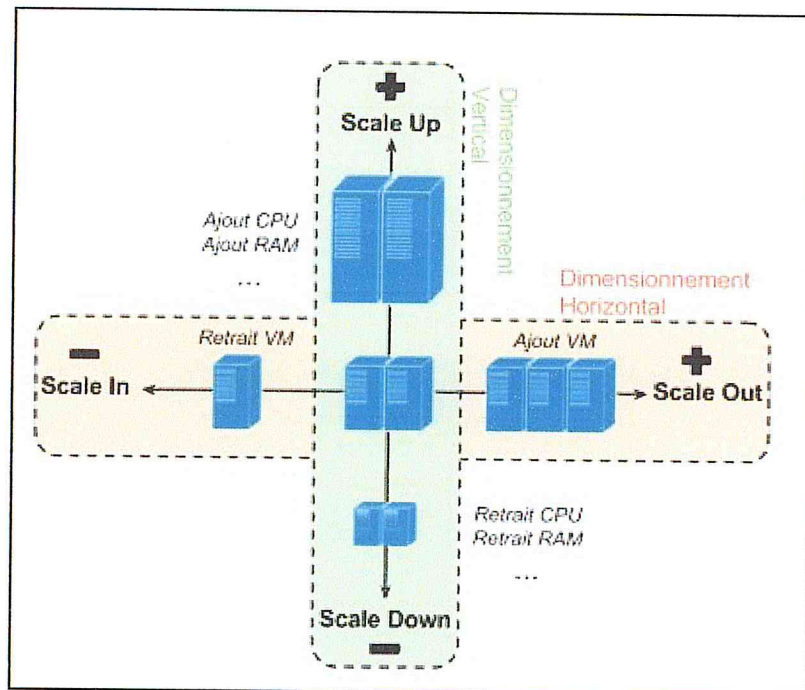 +
Scale Up
Dimensionnement
Vertical
Ajout CPU
Ajout RAM
...
Dimensionnement
Horizontal
Retrait VM
Ajout VM
-
+
Scale In
Scale Out
Retrait CPU
Retrait RAM
...
Scale Down
-